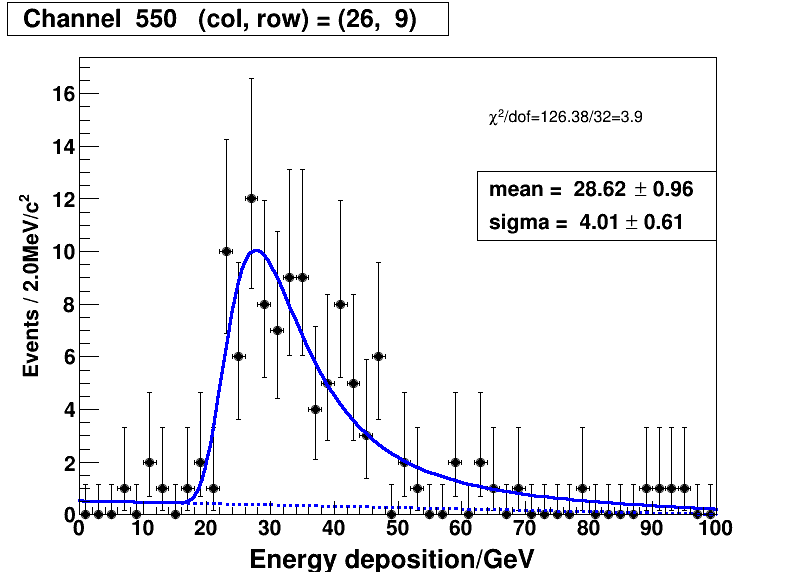 Channel 550 (col, row) = (26, 9)
χ²/dof=126.38/32=3.9
mean = 28.62 ± 0.96
sigma = 4.01 ± 0.61
Events / 2.0MeV/c²
16
14
12
10
8
6
4
2
0
0 10 20 30 40 50 60 70 80 90 100
Energy deposition/GeV